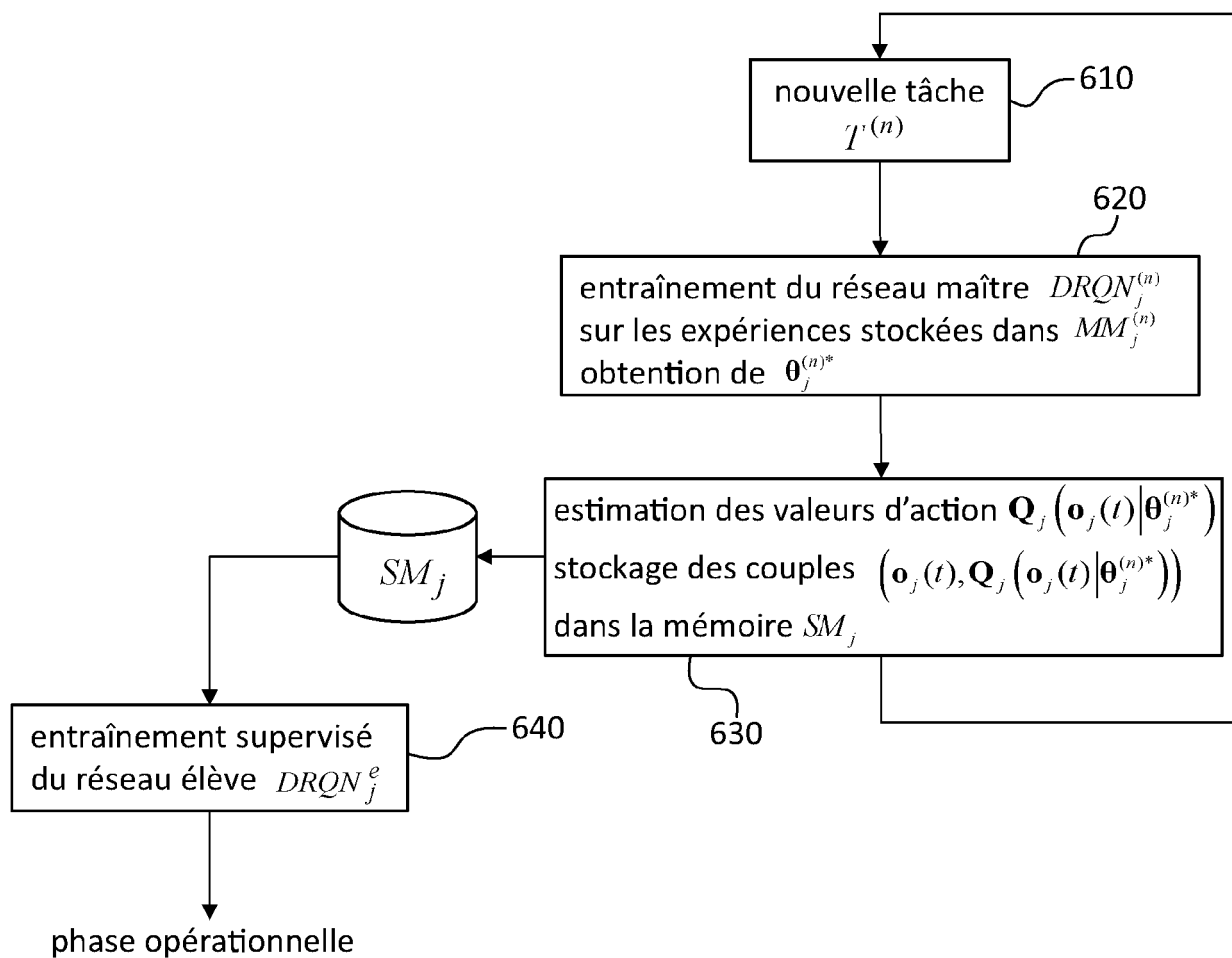 nouvelle tâche
T^{(n)}
610
620
entraînement du réseau maître DRQN_j^{(n)}
sur les expériences stockées dans MM_j^{(n)}
obtention de θ_j^{(n)*}
estimation des valeurs d'action Q_j(o_j(t)|θ_j^{(n)*})
stockage des couples (o_j(t),Q_j(o_j(t)|θ_j^{(n)*}))
dans la mémoire SM_j
630
SM_j
entraînement supervisé
du réseau élève DRQN_j^e
640
phase opérationnelle